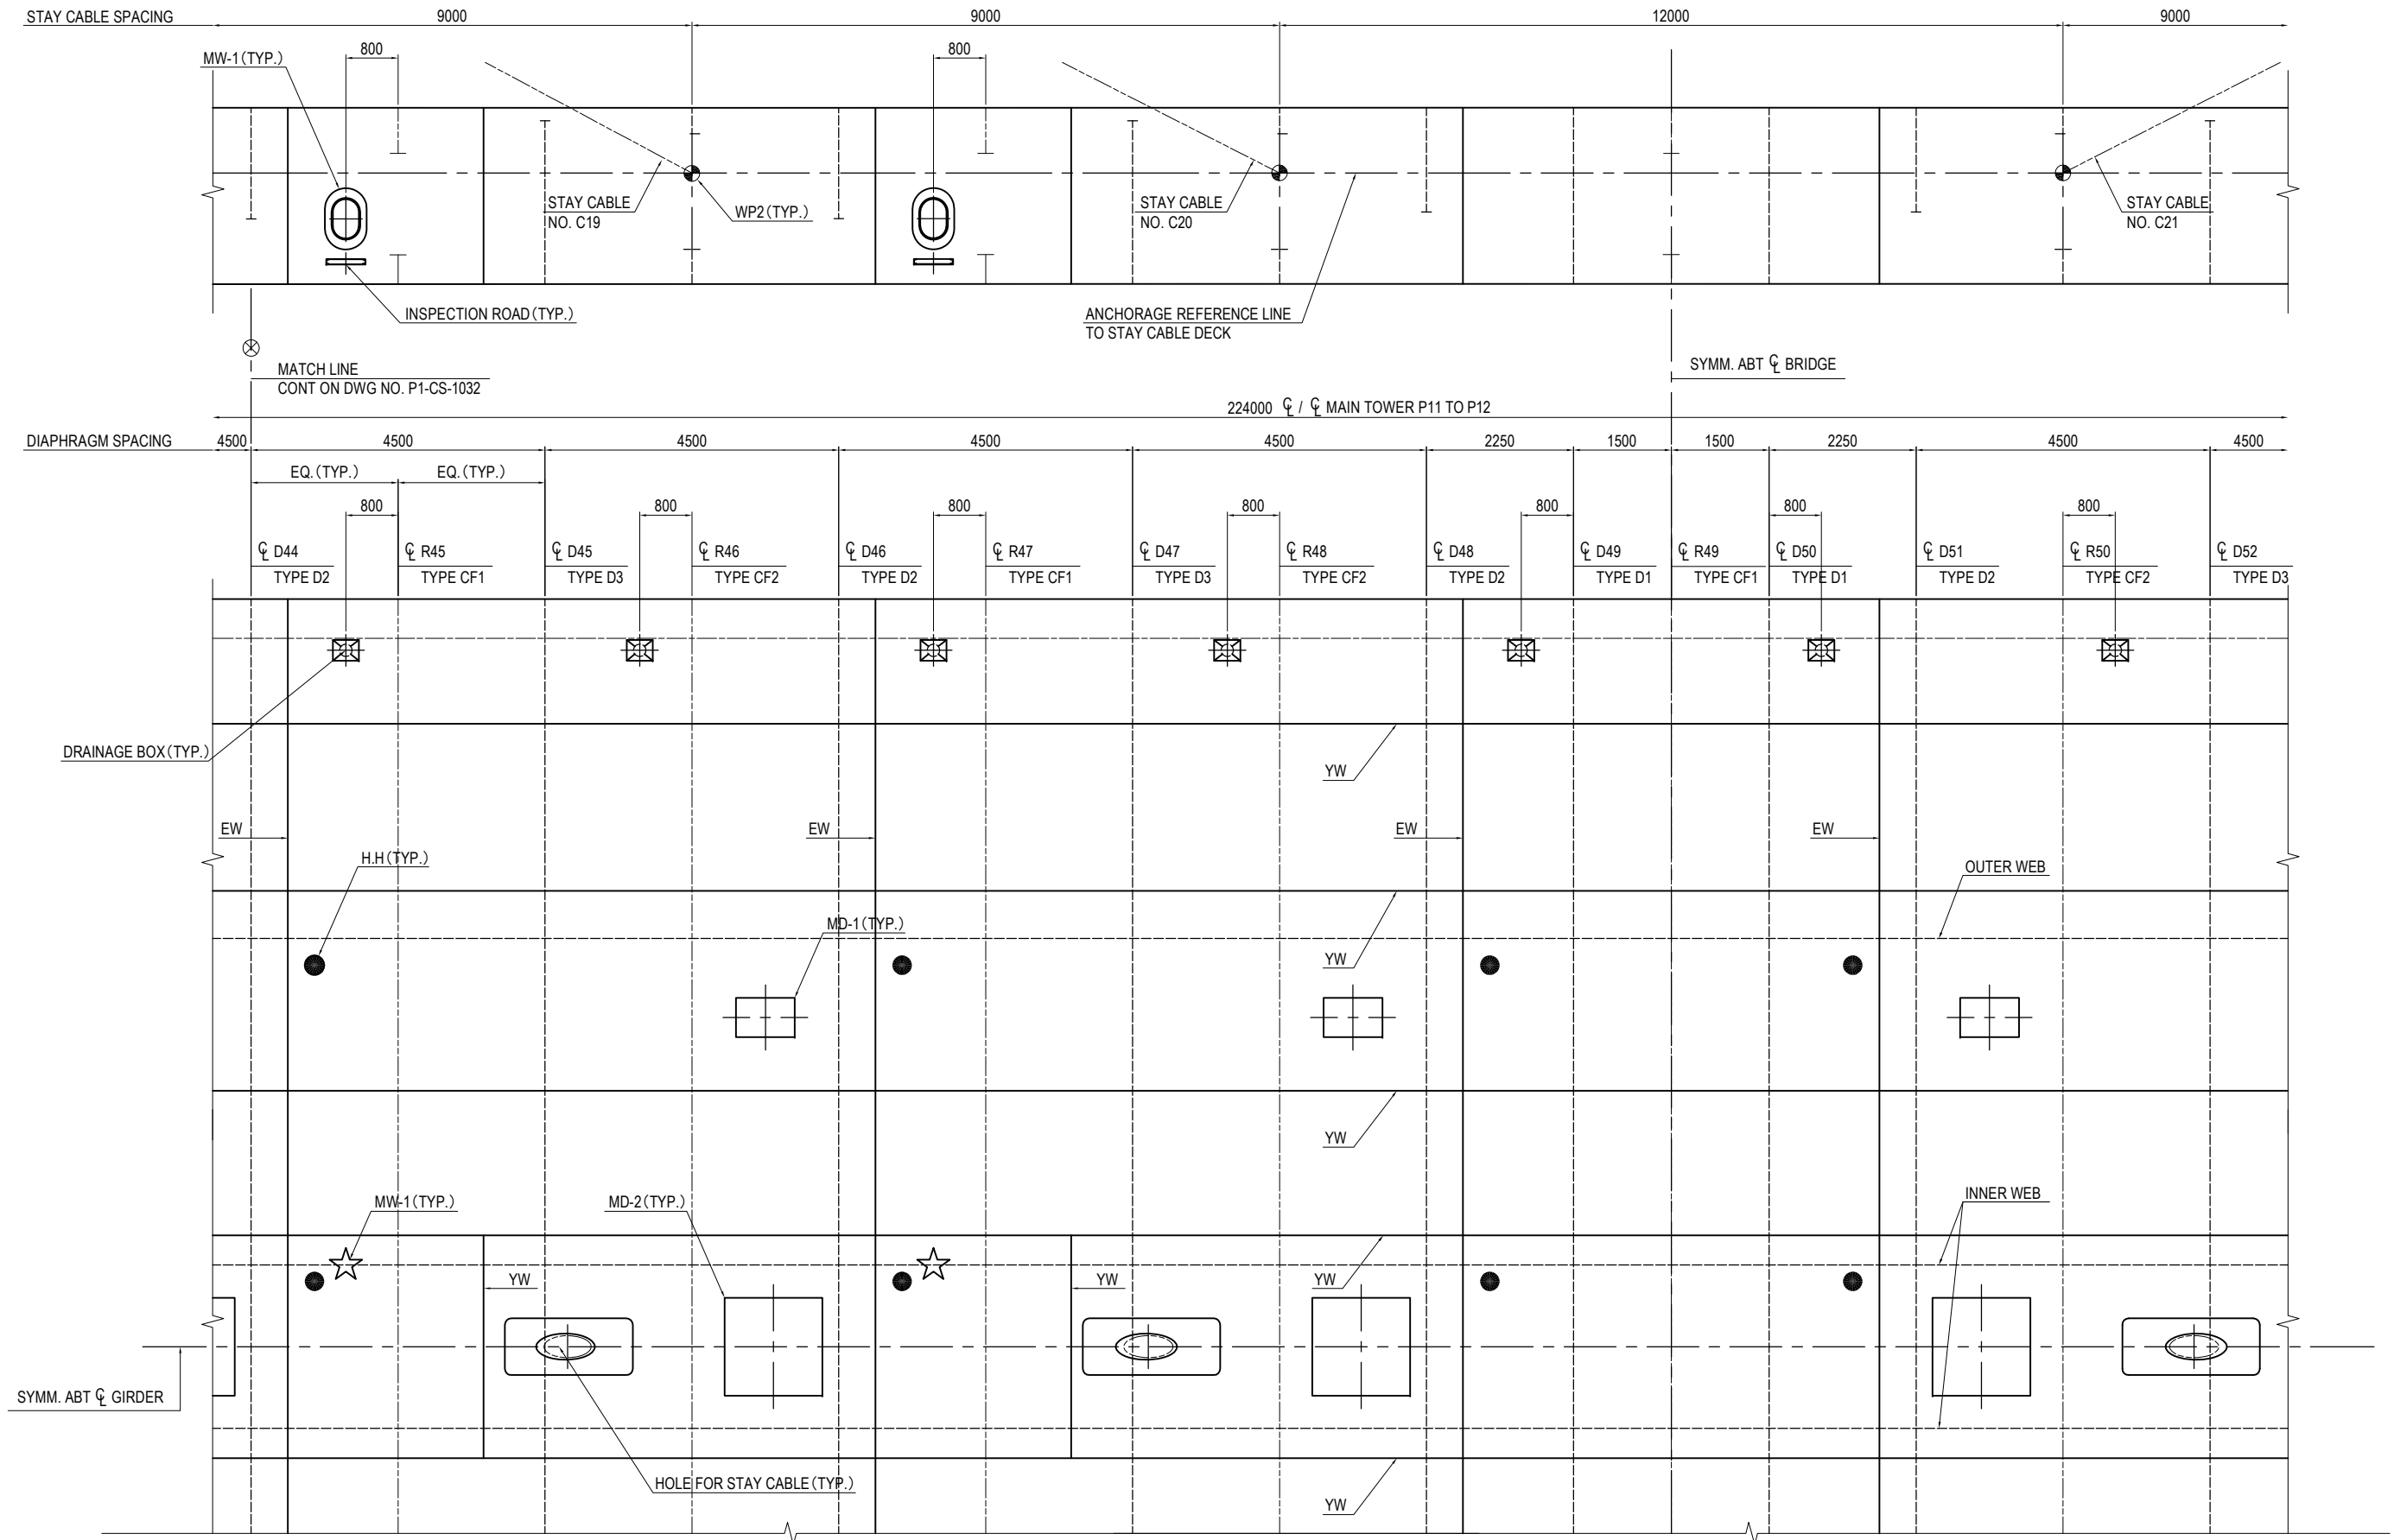 STAY CABLE SPACING 9000 9000 12000 9000
800 800
MW-1(TYP.)
STAY CABLE
NO. C19
WP2(TYP.)
STAY CABLE
NO. C20
STAY CABLE
NO. C21
INSPECTION ROAD(TYP.)
ANCHORAGE REFERENCE LINE
TO STAY CABLE DECK
MATCH LINE
CONT ON DWG NO. P1-CS-1032
SYMM. ABT ℄ BRIDGE
224000 ℄ / ℄ MAIN TOWER P11 TO P12
DIAPHRAGM SPACING 4500 4500 4500 4500 4500 2250 1500 1500 2250 4500 4500
EQ.(TYP.) EQ.(TYP.)
800 800 800 800 800 800 800
℄ D44 ℄ R45 ℄ D45 ℄ R46 ℄ D46 ℄ R47 ℄ D47 ℄ R48 ℄ D48 ℄ D49 ℄ R49 ℄ D50 ℄ D51 ℄ R50 ℄ D52
TYPE D2 TYPE CF1 TYPE D3 TYPE CF2 TYPE D2 TYPE CF1 TYPE D3 TYPE CF2 TYPE D2 TYPE D1 TYPE CF1 TYPE D1 TYPE D2 TYPE CF2 TYPE D3
DRAINAGE BOX(TYP.)
YW
EW EW EW EW
H.H(TYP.)
OUTER WEB
MD-1(TYP.)
YW
YW
MW-1(TYP.) MD-2(TYP.)
INNER WEB
YW YW YW
SYMM. ABT ℄ GIRDER
HOLE FOR STAY CABLE(TYP.)
YW